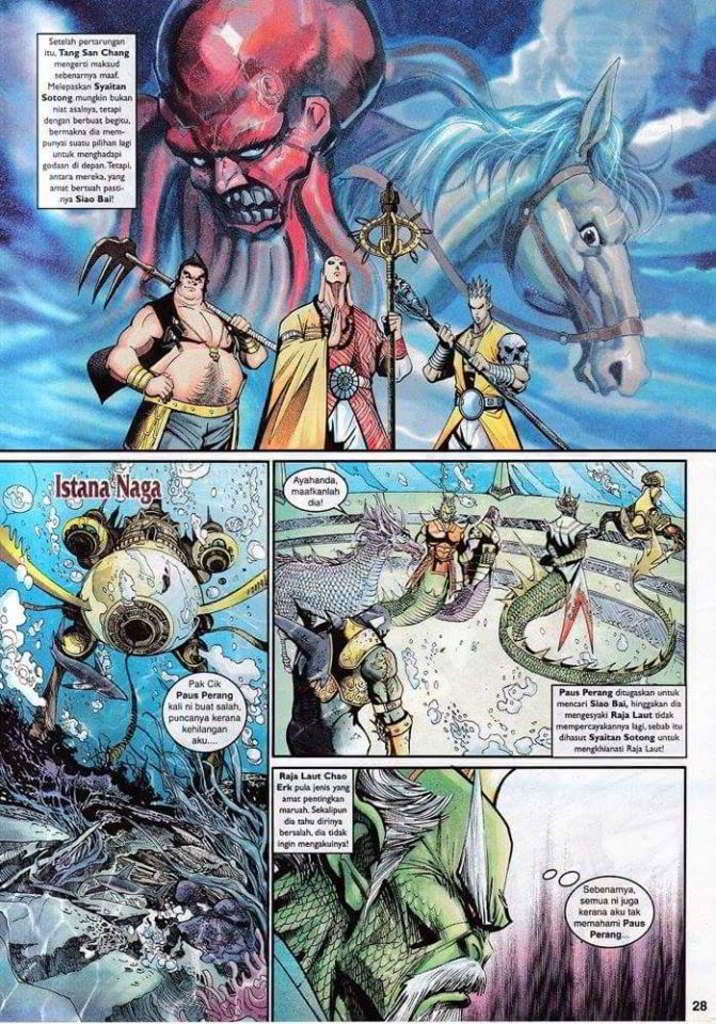 Setelah pertarungan
itu, Tang San Chang
mengerti maksud
sebenarnya maaf.
Melepaskan Syaitan
Sotong mungkin bukan
niat asalnya, tetapi
dengan berbuat begitu,
bermakna dia mem-
punyai suatu pilihan lagi
untuk menghadapi
godaan di depan. Tetapi,
antara mereka, yang
amat bertuah pasti-
nya Siao Bai!
Istana Naga
Pak Cik
Paus Perang
kali ni buat salah,
puncanya kerana
kehilangan
aku....
Ayahanda,
maafkanlah
dia!
Paus Perang ditugaskan untuk
mencari Siao Bai, hinggakan dia
mengesyaki Raja Laut tidak
mempercayakannya lagi, sebab itu
dihasut Syaitan Sotong untuk
mengkhianati Raja Laut!
Raja Laut Chao
Erk pula jenis yang
amat pentingkan
maruah. Sekalipun
dia tahu dirinya
bersalah, dia tidak
ingin mengakuinya!
Sebenarnya,
semua ni juga
kerana aku tak
memahami Paus
Perang...
28